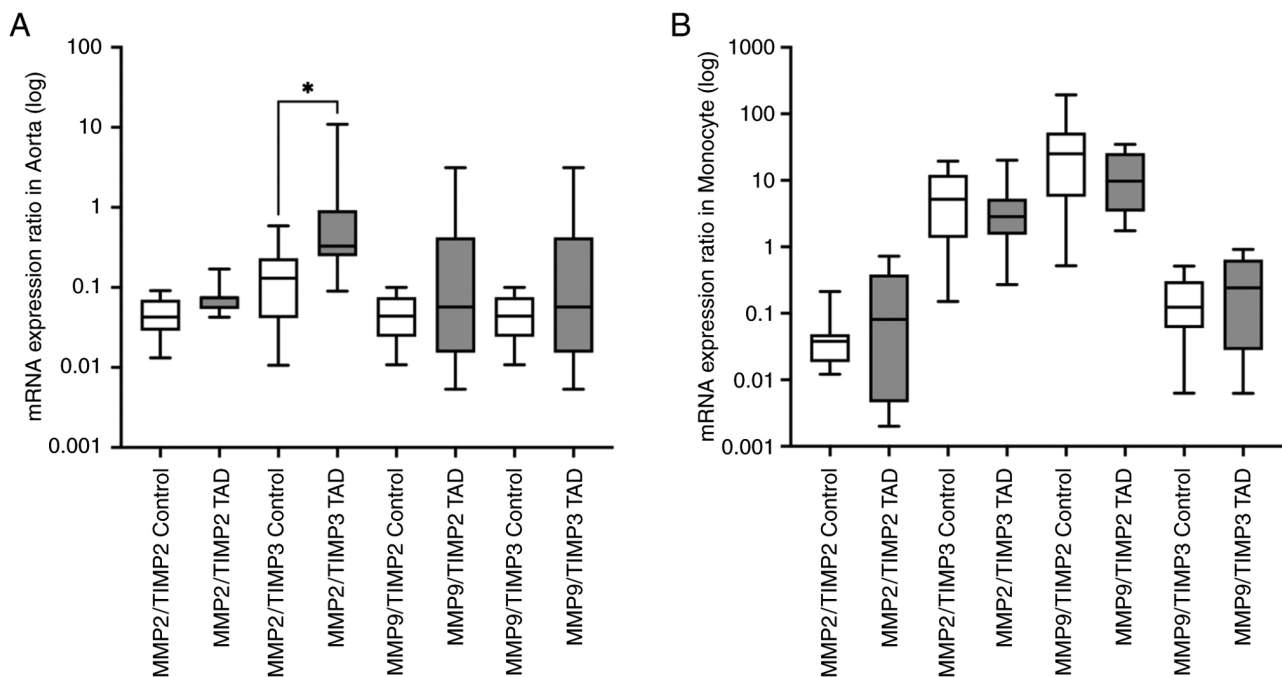 A
mRNA expression ratio in Aorta (log)
100
10
1
0.1
0.01
0.001
*
MMP2/TIMP2 Control
MMP2/TIMP2 TAD
MMP2/TIMP3 Control
MMP2/TIMP3 TAD
MMP9/TIMP2 Control
MMP9/TIMP2 TAD
MMP9/TIMP3 Control
MMP9/TIMP3 TAD
B
mRNA expression ratio in Monocyte (log)
1000
100
10
1
0.1
0.01
0.001
MMP2/TIMP2 Control
MMP2/TIMP2 TAD
MMP2/TIMP3 Control
MMP2/TIMP3 TAD
MMP9/TIMP2 Control
MMP9/TIMP2 TAD
MMP9/TIMP3 Control
MMP9/TIMP3 TAD